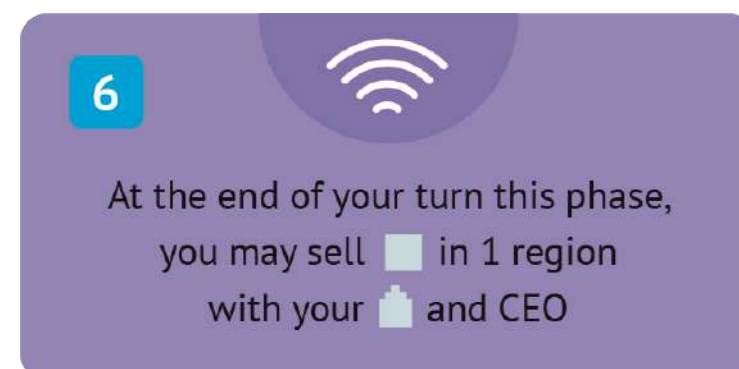 6
At the end of your turn this phase,
you may sell in 1 region
with your and CEO